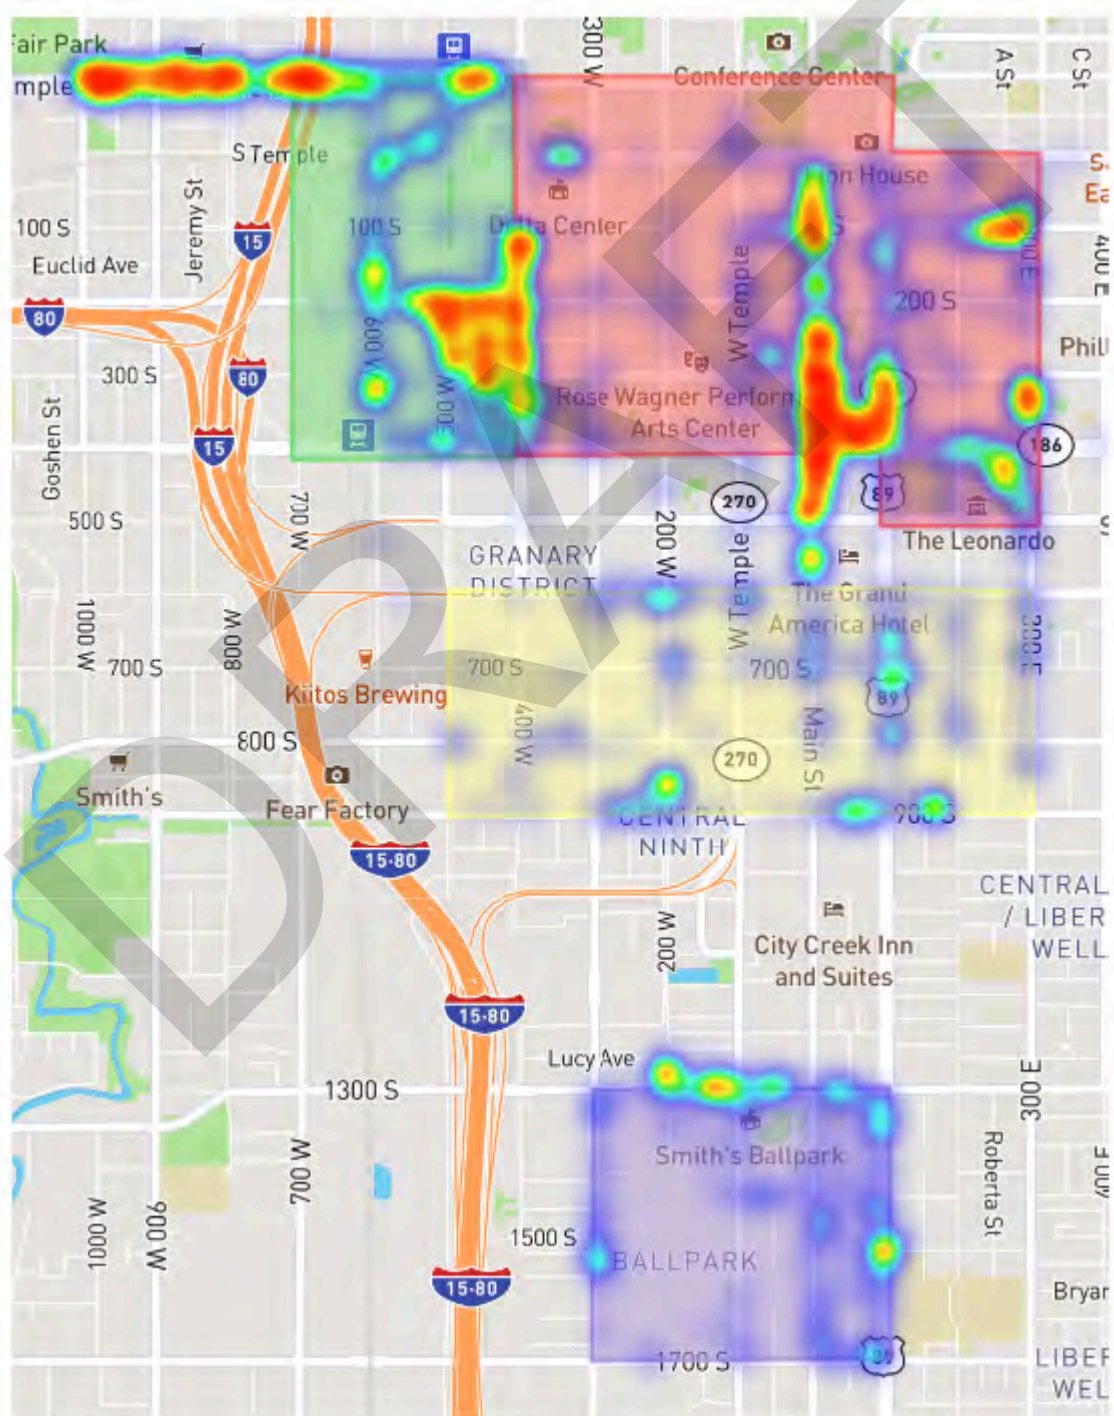 Fair Park
300 W
Conference Center
A St
C St
mple
S Temple
Lion House
S.
Ea
Jeremy St
100 S
100 S
Delta Center
S
300 E
400 E
15
Euclid Ave
W Temple
200 S
80
600 W
Phill
300 S
80
500 W
Rose Wagner Perform
Arts Center
Goshen St
15
186
500 S
700 W
270
89
200 W
The Leonardo
GRANARY
DISTRICT
W Temple
The Grand
America Hotel
1000 W
800 W
700 S
700 S
700 S
300 E
Kiitos Brewing
89
400 W
Main St
800 S
270
Smith's
Fear Factory
CENTRAL
NINTH
900 S
15-80
CENTRAL
/ LIBER
WELL
200 W
City Creek Inn
and Suites
15-80
Lucy Ave
1300 S
300 E
Smith's Ballpark
700 W
Roberta St
1000 W
900 W
1500 S
BALLPARK
15-80
Bryar
1700 S
89
LIBER
WEL
DRAFT